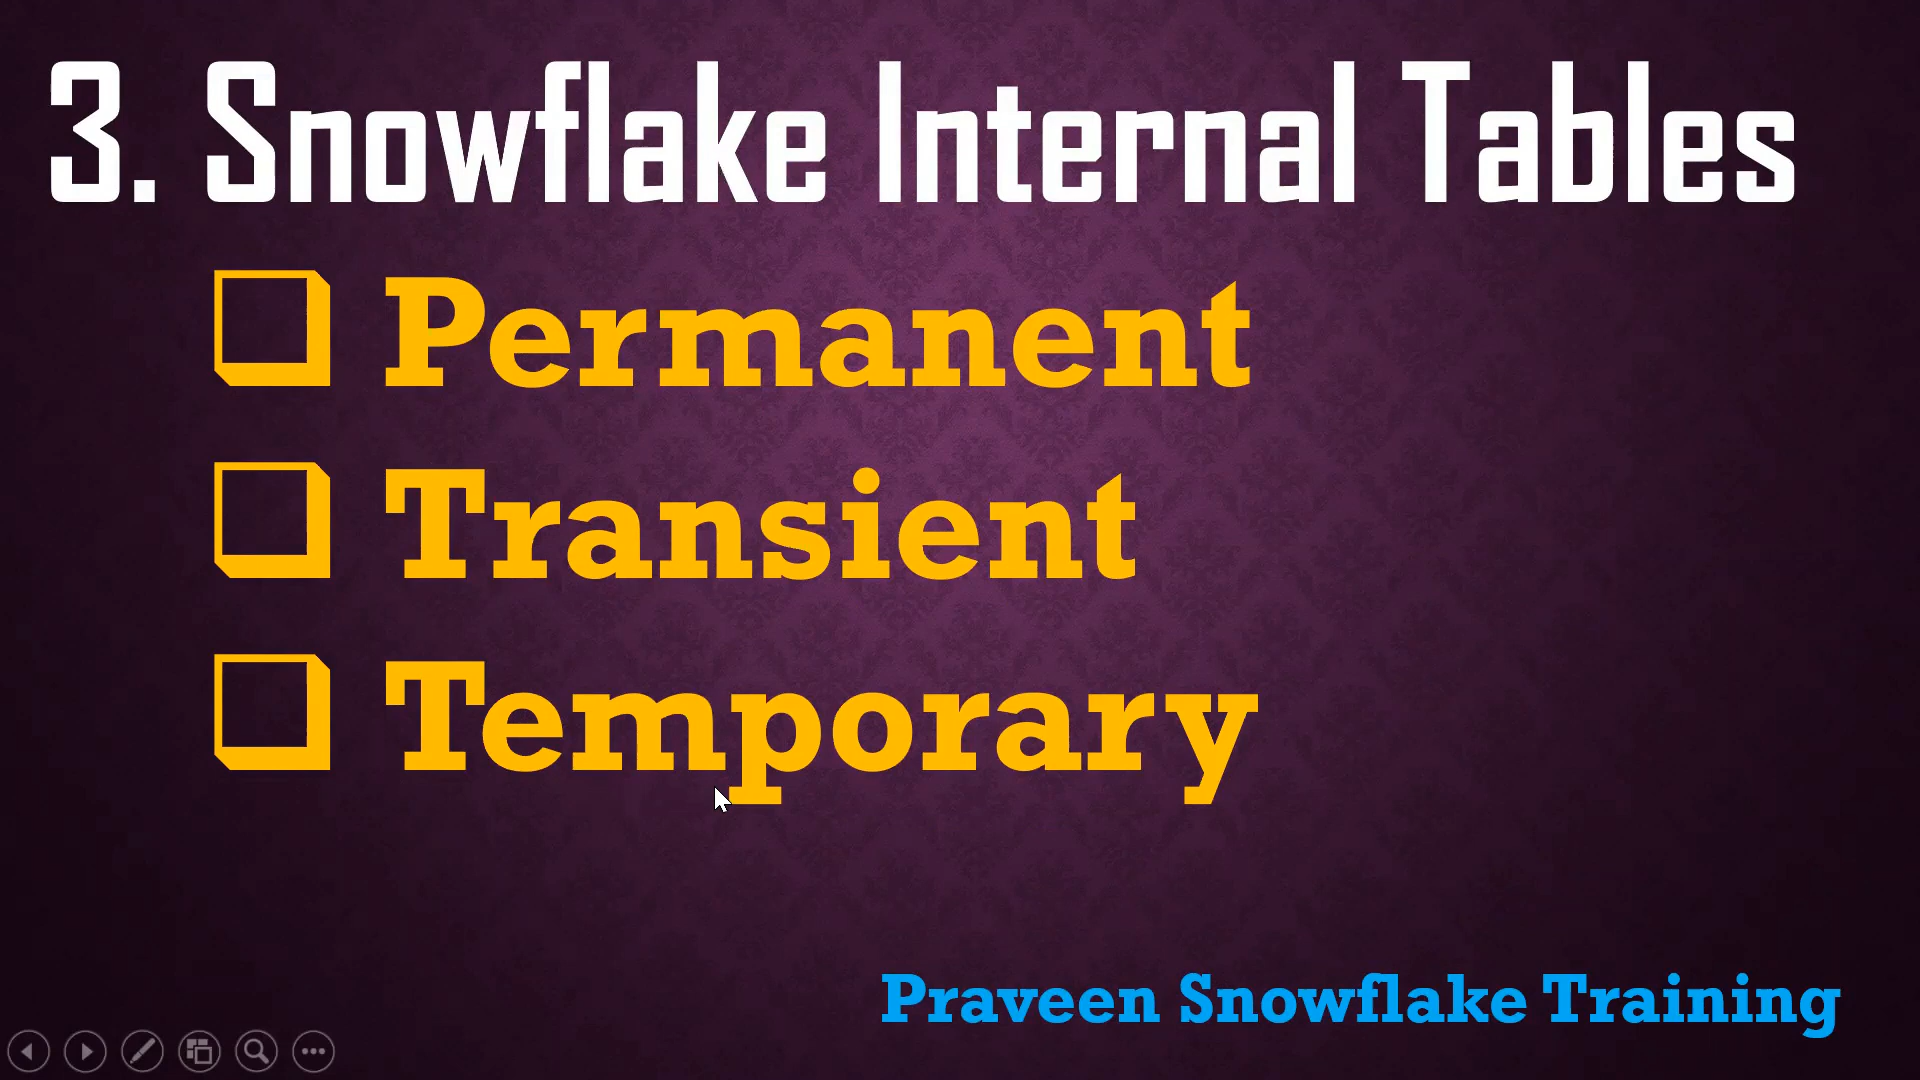 3. Snowflake Internal Tables
Permanent
Transient
Temporary
Praveen Snowflake Training